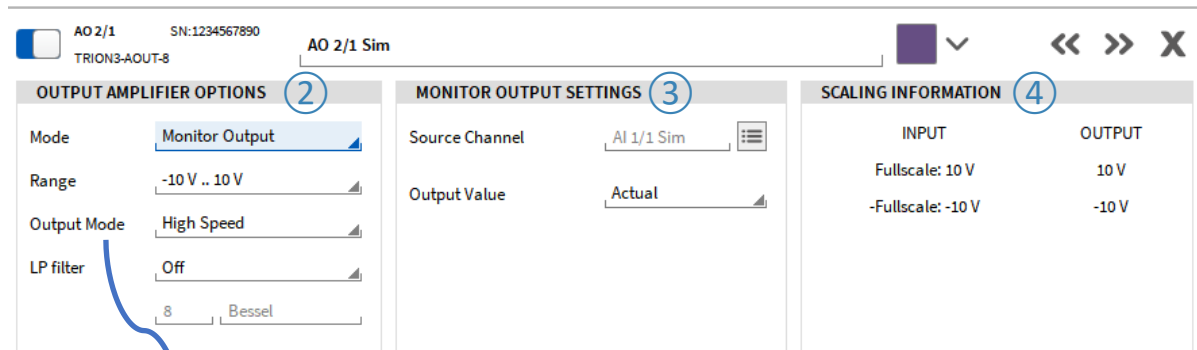 AO 2/1 SN:1234567890
TRION3-AOUT-8
AO 2/1 Sim
OUTPUT AMPLIFIER OPTIONS 2
Mode Monitor Output
Range -10 V .. 10 V
Output Mode High Speed
LP filter Off
8 Bessel
MONITOR OUTPUT SETTINGS 3
Source Channel AI 1/1 Sim
Output Value Actual
SCALING INFORMATION 4
INPUT OUTPUT
Fullscale: 10 V 10 V
-Fullscale: -10 V -10 V